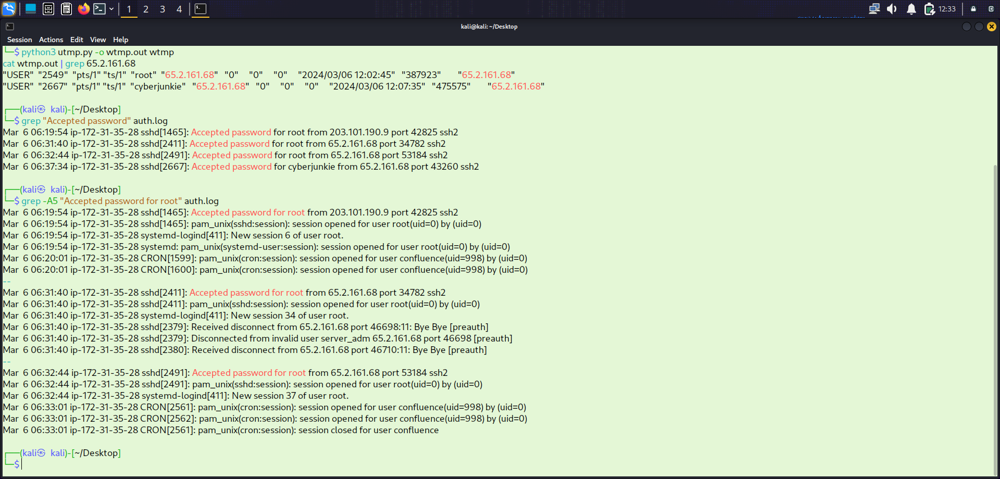 1 2 3 4
12:33
kali@kali: ~/Desktop
Session Actions Edit View Help
└─$ python3 utmp.py -o wtmp.out wtmp
cat wtmp.out | grep 65.2.161.68
"USER" "2549" "pts/1" "ts/1" "root" "65.2.161.68" "0" "0" "0" "2024/03/06 12:02:45" "387923" "65.2.161.68"
"USER" "2667" "pts/1" "ts/1" "cyberjunkie" "65.2.161.68" "0" "0" "0" "2024/03/06 12:07:35" "475575" "65.2.161.68"
┌──(kali㉿ kali)-[~/Desktop]
└─$ grep "Accepted password" auth.log
Mar 6 06:19:54 ip-172-31-35-28 sshd[1465]: Accepted password for root from 203.101.190.9 port 42825 ssh2
Mar 6 06:31:40 ip-172-31-35-28 sshd[2411]: Accepted password for root from 65.2.161.68 port 34782 ssh2
Mar 6 06:32:44 ip-172-31-35-28 sshd[2491]: Accepted password for root from 65.2.161.68 port 53184 ssh2
Mar 6 06:37:34 ip-172-31-35-28 sshd[2667]: Accepted password for cyberjunkie from 65.2.161.68 port 43260 ssh2
┌──(kali㉿ kali)-[~/Desktop]
└─$ grep -A5 "Accepted password for root" auth.log
Mar 6 06:19:54 ip-172-31-35-28 sshd[1465]: Accepted password for root from 203.101.190.9 port 42825 ssh2
Mar 6 06:19:54 ip-172-31-35-28 sshd[1465]: pam_unix(sshd:session): session opened for user root(uid=0) by (uid=0)
Mar 6 06:19:54 ip-172-31-35-28 systemd-logind[411]: New session 6 of user root.
Mar 6 06:19:54 ip-172-31-35-28 systemd: pam_unix(systemd-user:session): session opened for user root(uid=0) by (uid=0)
Mar 6 06:20:01 ip-172-31-35-28 CRON[1599]: pam_unix(cron:session): session opened for user confluence(uid=998) by (uid=0)
Mar 6 06:20:01 ip-172-31-35-28 CRON[1600]: pam_unix(cron:session): session opened for user confluence(uid=998) by (uid=0)
--
Mar 6 06:31:40 ip-172-31-35-28 sshd[2411]: Accepted password for root from 65.2.161.68 port 34782 ssh2
Mar 6 06:31:40 ip-172-31-35-28 sshd[2411]: pam_unix(sshd:session): session opened for user root(uid=0) by (uid=0)
Mar 6 06:31:40 ip-172-31-35-28 systemd-logind[411]: New session 34 of user root.
Mar 6 06:31:40 ip-172-31-35-28 sshd[2379]: Received disconnect from 65.2.161.68 port 46698:11: Bye Bye [preauth]
Mar 6 06:31:40 ip-172-31-35-28 sshd[2379]: Disconnected from invalid user server_adm 65.2.161.68 port 46698 [preauth]
Mar 6 06:31:40 ip-172-31-35-28 sshd[2380]: Received disconnect from 65.2.161.68 port 46710:11: Bye Bye [preauth]
--
Mar 6 06:32:44 ip-172-31-35-28 sshd[2491]: Accepted password for root from 65.2.161.68 port 53184 ssh2
Mar 6 06:32:44 ip-172-31-35-28 sshd[2491]: pam_unix(sshd:session): session opened for user root(uid=0) by (uid=0)
Mar 6 06:32:44 ip-172-31-35-28 systemd-logind[411]: New session 37 of user root.
Mar 6 06:33:01 ip-172-31-35-28 CRON[2561]: pam_unix(cron:session): session opened for user confluence(uid=998) by (uid=0)
Mar 6 06:33:01 ip-172-31-35-28 CRON[2562]: pam_unix(cron:session): session opened for user confluence(uid=998) by (uid=0)
Mar 6 06:33:01 ip-172-31-35-28 CRON[2561]: pam_unix(cron:session): session closed for user confluence
┌──(kali㉿ kali)-[~/Desktop]
└─$